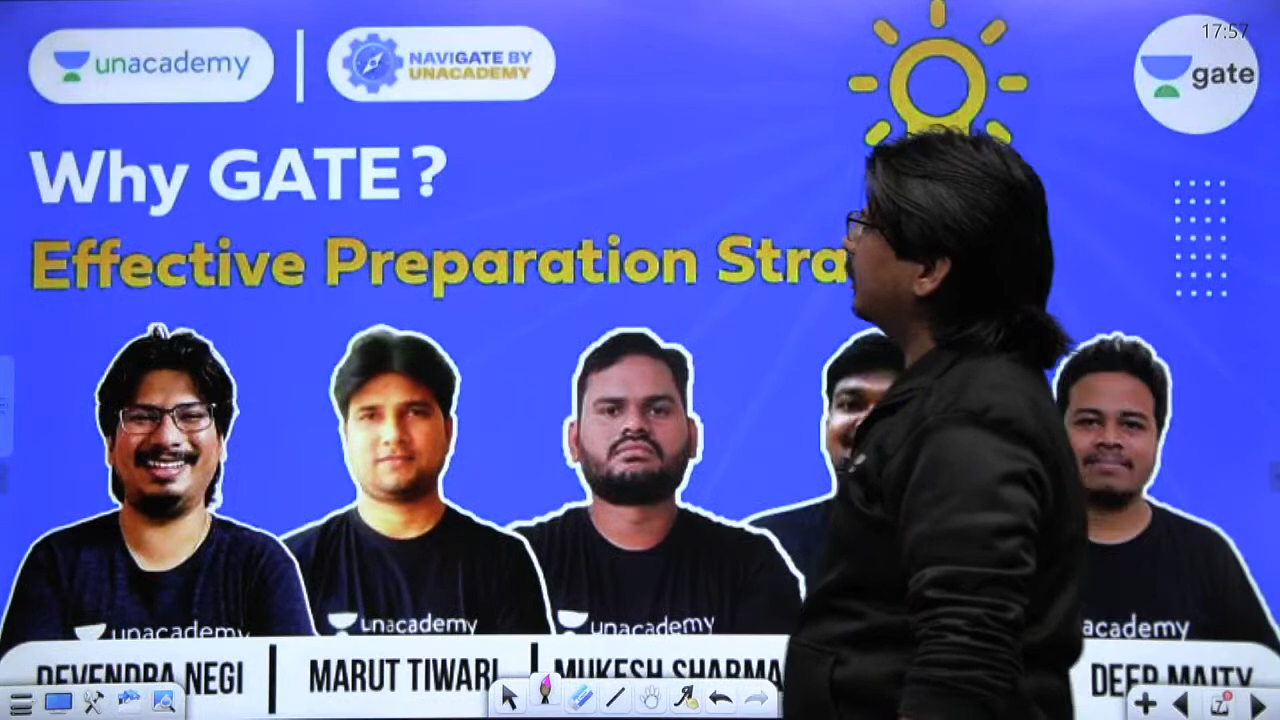 unacademy
NAVIGATE BY
UNACADEMY
17:57
gate
Why GATE?
Effective Preparation Stra
unacademy
unacademy
unacademy
academy
DEVENDRA NEGI
MARUT TIWARI
MUKESH SHARMA
DEEP MAITY